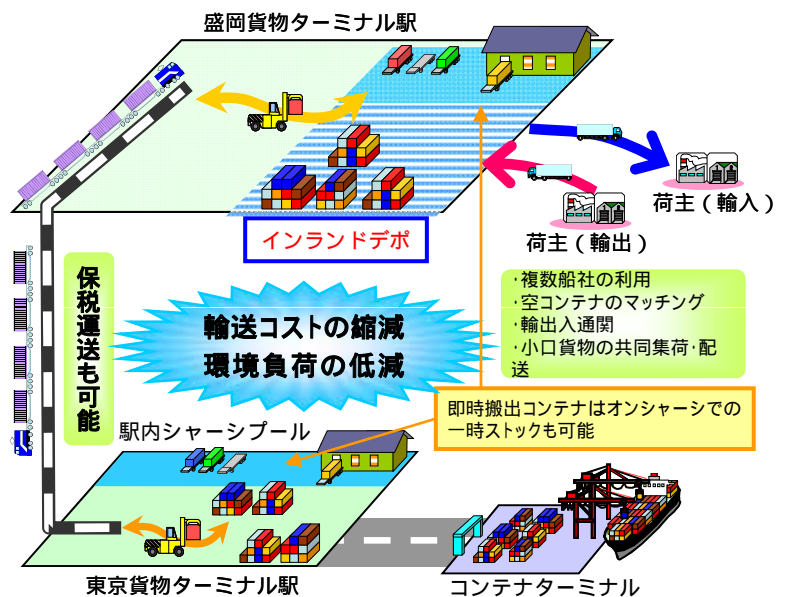 盛岡貨物ターミナル駅
荷主（輸入）
荷主（輸出）
インランドデポ
保税運送も可能
輸送コストの縮減
環境負荷の低減
･複数船社の利用
･空コンテナのマッチング
･輸出入通関
･小口貨物の共同集荷･配
送
即時搬出コンテナはオンシャーシでの
一時ストックも可能
駅内シャーシプール
東京貨物ターミナル駅
コンテナターミナル